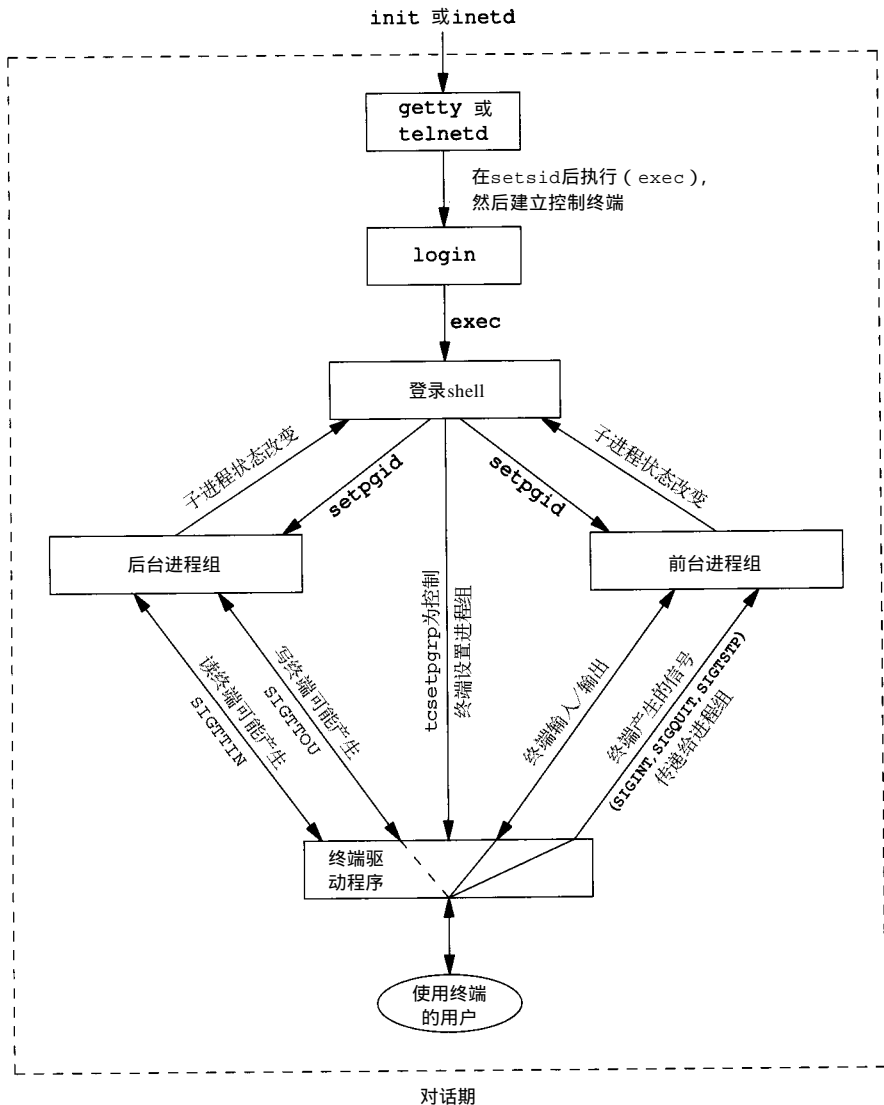 init 或inetd
getty 或
telnetd
在setsid后执行（exec），
然后建立控制终端
login
exec
登录shell
子进程状态改变
setpgid
setpgid
子进程状态改变
后台进程组
前台进程组
读终端可能产生
SIGTTIN
写终端可能产生
SIGTTOU
tcsetpgrp为控制
终端设置进程组
终端输入/输出
终端产生的信号
(SIGINT,SIGQUIT,SIGTSTP)
传递给进程组
终端驱
动程序
使用终端
的用户
对话期